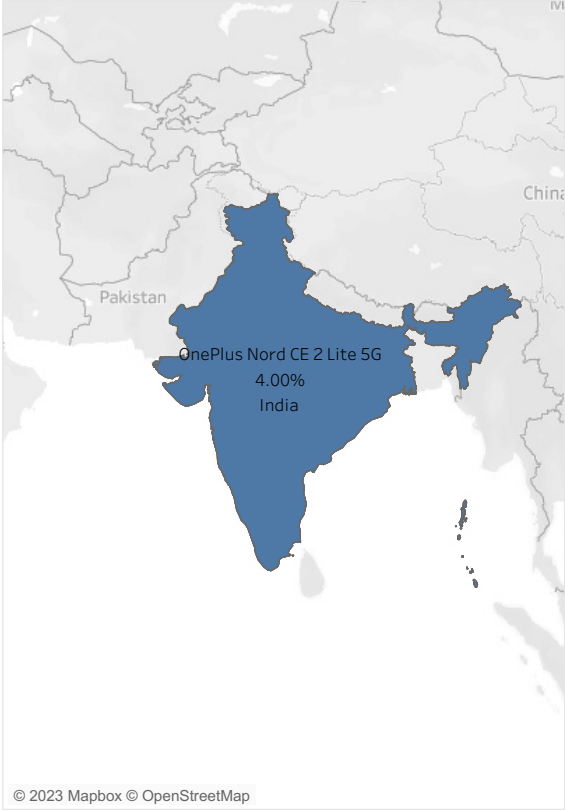 M
China
Pakistan
OnePlus Nord CE 2 Lite 5G
4.00%
India
© 2023 Mapbox © OpenStreetMap